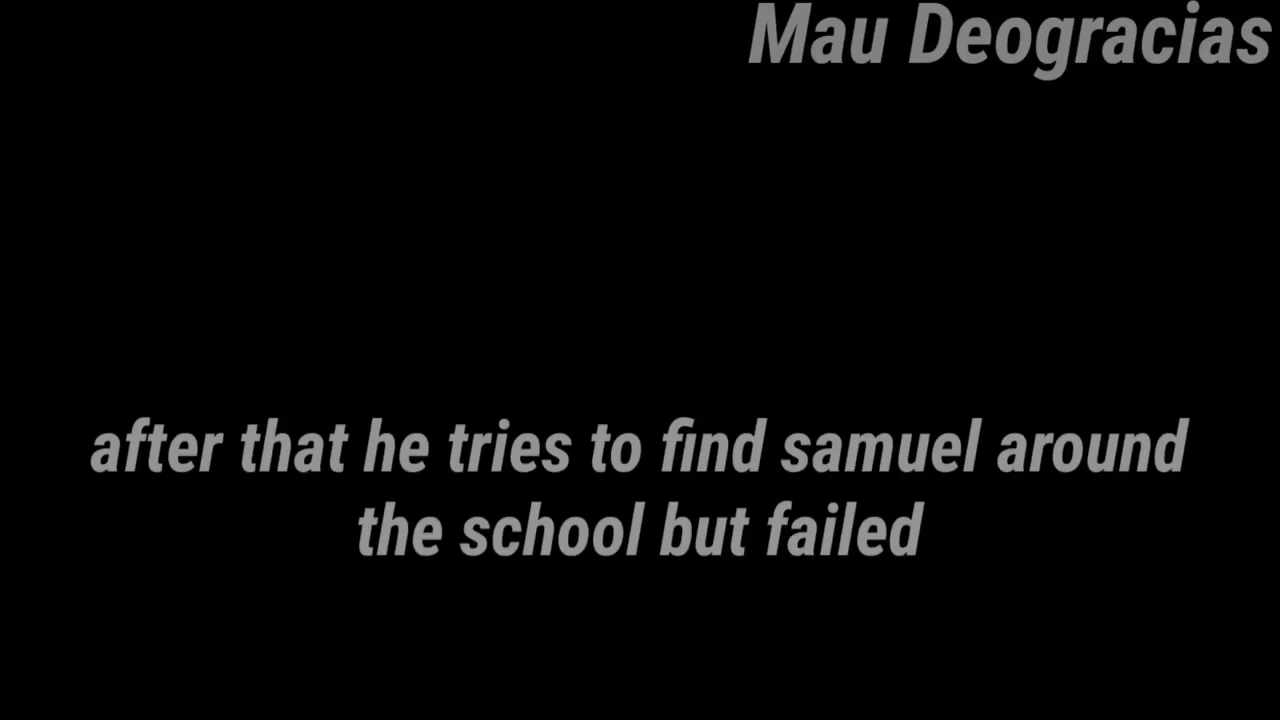 Mau Deogracias
after that he tries to find samuel around
the school but failed